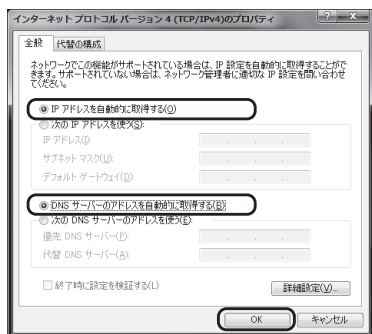 インターネット プロトコル バージョン 4 (TCP/IPv4)のプロパティ
全般
代替の構成
ネットワークでこの機能がサポートされている場合は、IP 設定を自動的に取得することがで
きます。サポートされていない場合は、ネットワーク管理者に適切な IP 設定を問い合わせ
てください。
IP アドレスを自動的に取得する(O)
次の IP アドレスを使う(S):
IP アドレス(I):
サブネット マスク(U):
デフォルト ゲートウェイ(D):
DNS サーバーのアドレスを自動的に取得する(B)
次の DNS サーバーのアドレスを使う(E):
優先 DNS サーバー(P):
代替 DNS サーバー(A):
終了時に設定を検証する(L)
詳細設定(V)...
OK
キャンセル